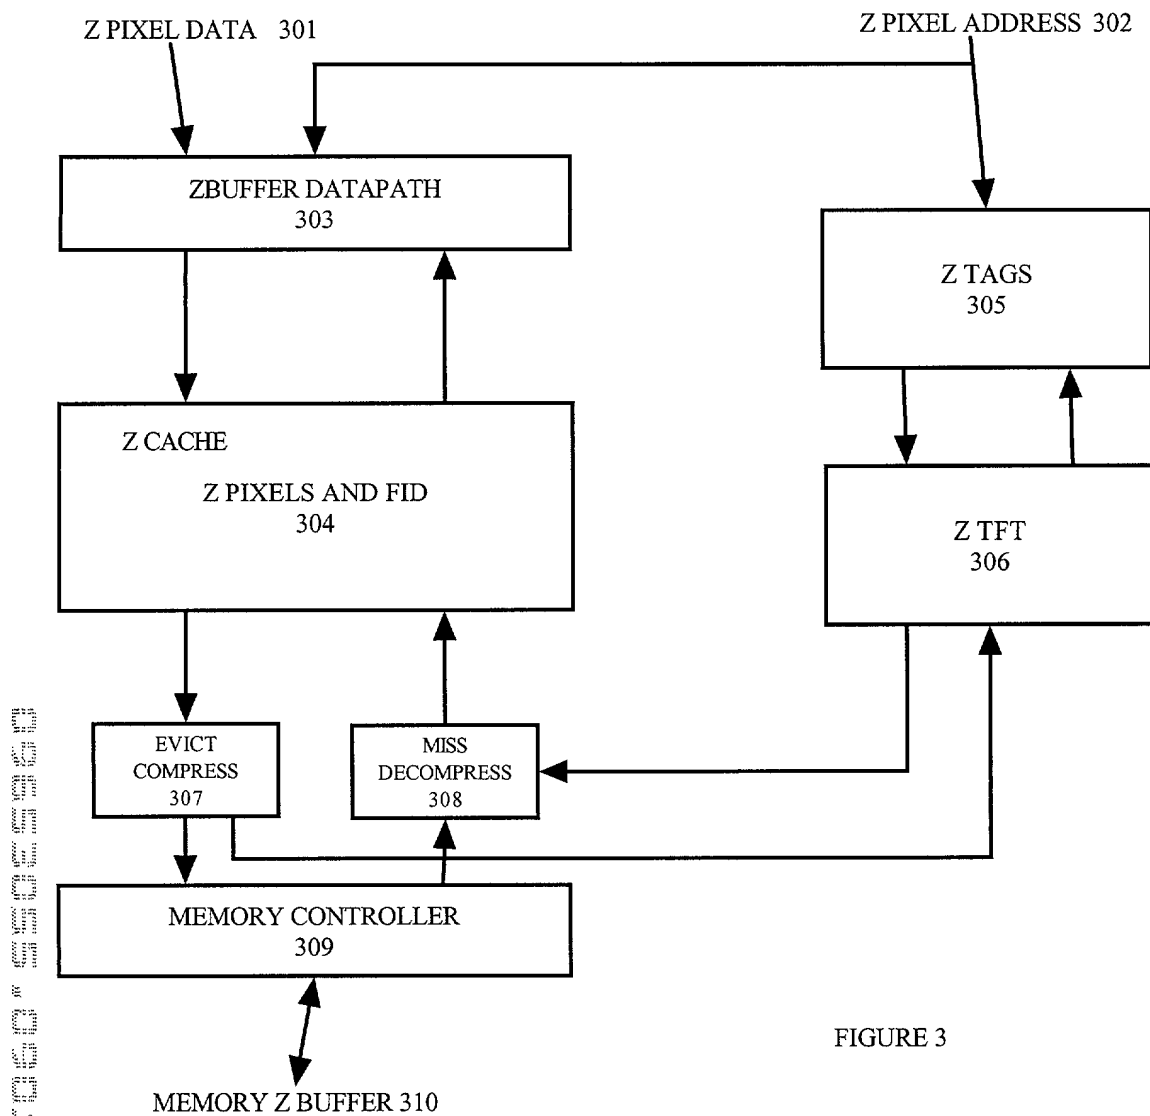 Z PIXEL DATA 301
Z PIXEL ADDRESS 302
ZBUFFER DATAPATH
303
Z TAGS
305
Z CACHE
Z PIXELS AND FID
304
Z TFT
306
EVICT
COMPRESS
307
MISS
DECOMPRESS
308
MEMORY CONTROLLER
309
FIGURE 3
MEMORY Z BUFFER 310